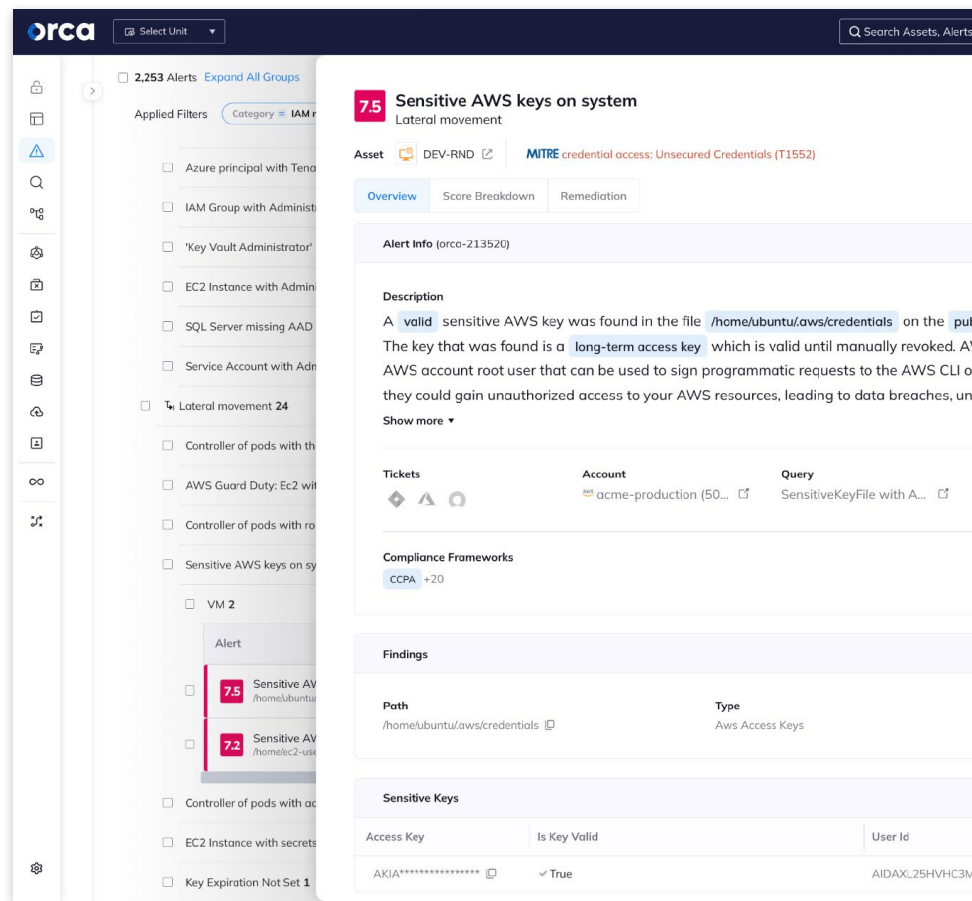 orca
Select Unit
Search Assets, Alerts
2,253 Alerts Expand All Groups
Applied Filters Category = IAM
Azure principal with Tena
IAM Group with Administ
'Key Vault Administrator'
EC2 Instance with Admin
SQL Server missing AAD
Service Account with Adn
Lateral movement 24
Controller of pods with th
AWS Guard Duty: Ec2 wit
Controller of pods with ro
Sensitive AWS keys on sy
VM 2
Alert
7.5 Sensitive AW
/home/ubuntu/
7.2 Sensitive AW
/home/ec2-use
Controller of pods with ac
EC2 Instance with secrets
Key Expiration Not Set 1
7.5 Sensitive AWS keys on system
Lateral movement
Asset DEV-RND MITRE credential access: Unsecured Credentials (T1552)
Overview Score Breakdown Remediation
Alert Info (orca-213520)
Description
A valid sensitive AWS key was found in the file /home/ubuntu/.aws/credentials on the pub
The key that was found is a long-term access key which is valid until manually revoked. AW
AWS account root user that can be used to sign programmatic requests to the AWS CLI o
they could gain unauthorized access to your AWS resources, leading to data breaches, un
Show more
Tickets Account Query
aws acme-production (50... SensitiveKeyFile with A...
Compliance Frameworks
CCPA +20
Findings
Path Type
/home/ubuntu/.aws/credentials Aws Access Keys
Sensitive Keys
Access Key Is Key Valid User Id
AKIA**************** True AIDAXL25HVHC3M